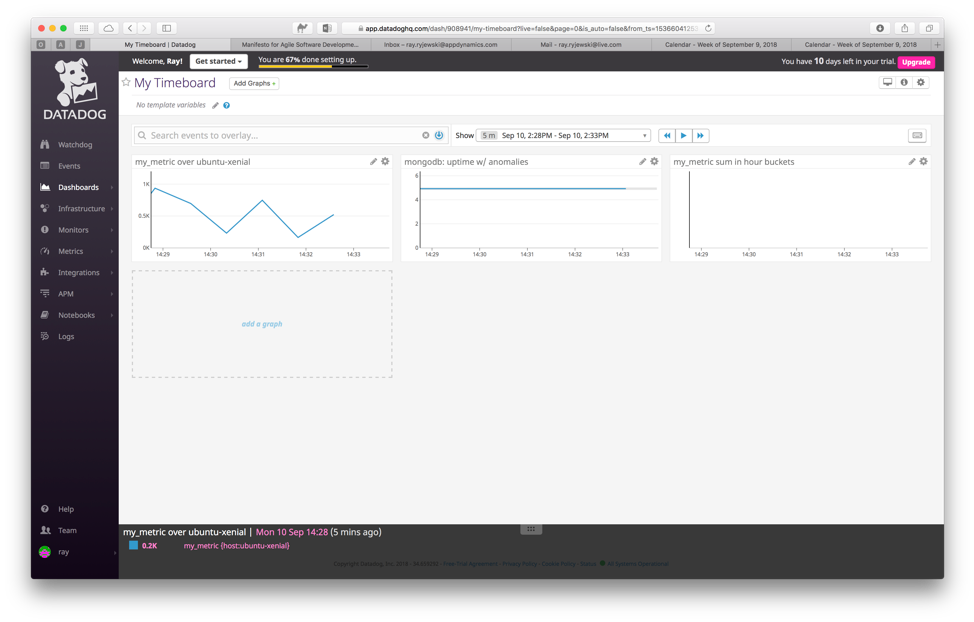 app.datadoghq.com/dash/908941/my-timeboard?live=false&page=0&is_auto=false&from_ts=15366041252
My Timeboard | Datadog
Manifesto for Agile Software Developme...
Inbox – ray.ryjewski@appdynamics.com
Mail – ray.ryjewski@live.com
Calendar - Week of September 9, 2018
Calendar - Week of September 9, 2018
DATADOG
Watchdog
Events
Dashboards
Infrastructure
Monitors
Metrics
Integrations
APM
Notebooks
Logs
Help
Team
ray
Welcome, Ray!
Get started
You are 67% done setting up.
You have 10 days left in your trial.
Upgrade
My Timeboard
Add Graphs +
No template variables
Search events to overlay...
Show 5 m Sep 10, 2:28PM - Sep 10, 2:33PM
my_metric over ubuntu-xenial
1K
0.5K
0K
14:29 14:30 14:31 14:32 14:33
mongodb: uptime w/ anomalies
6
4
2
0
14:29 14:30 14:31 14:32 14:33
my_metric sum in hour buckets
14:29 14:30 14:31 14:32 14:33
add a graph
my_metric over ubuntu-xenial | Mon 10 Sep 14:28 (5 mins ago)
0.2K my_metric {host:ubuntu-xenial}
Copyright Datadog, Inc. 2018 - Free Trial Agreement - Privacy Policy - Cookie Policy - Status All Systems Operational